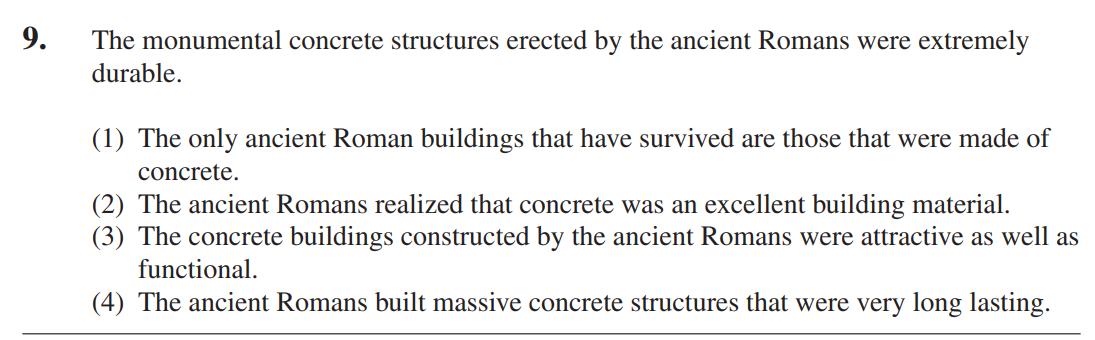 9. The monumental concrete structures erected by the ancient Romans were extremely
durable.
(1) The only ancient Roman buildings that have survived are those that were made of
concrete.
(2) The ancient Romans realized that concrete was an excellent building material.
(3) The concrete buildings constructed by the ancient Romans were attractive as well as
functional.
(4) The ancient Romans built massive concrete structures that were very long lasting.